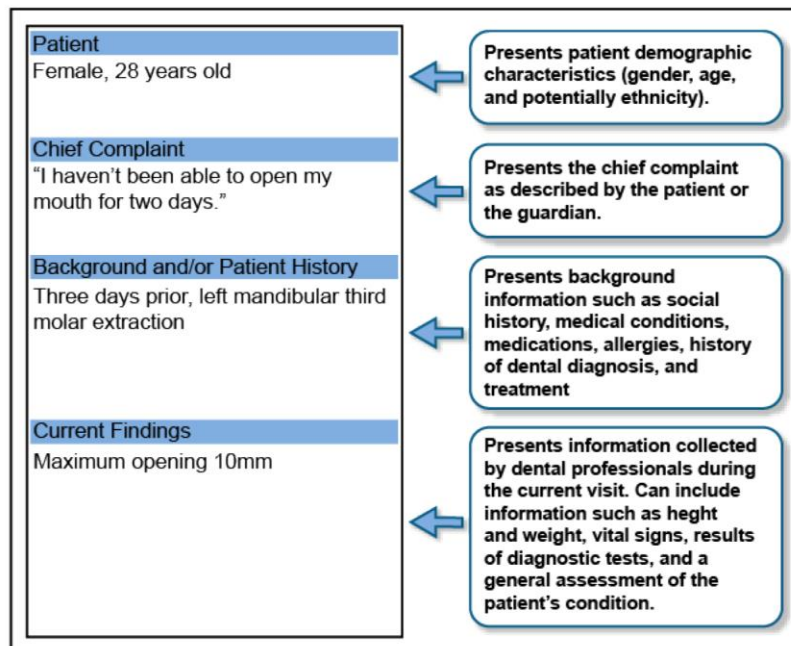 Patient
Female, 28 years old
Presents patient demographic
characteristics (gender, age,
and potentially ethnicity).
Chief Complaint
“I haven’t been able to open my
mouth for two days.”
Presents the chief complaint
as described by the patient or
the guardian.
Background and/or Patient History
Three days prior, left mandibular third
molar extraction
Presents background
information such as social
history, medical conditions,
medications, allergies, history
of dental diagnosis, and
treatment
Current Findings
Maximum opening 10mm
Presents information collected
by dental professionals during
the current visit. Can include
information such as heght
and weight, vital signs, results
of diagnostic tests, and a
general assessment of the
patient’s condition.